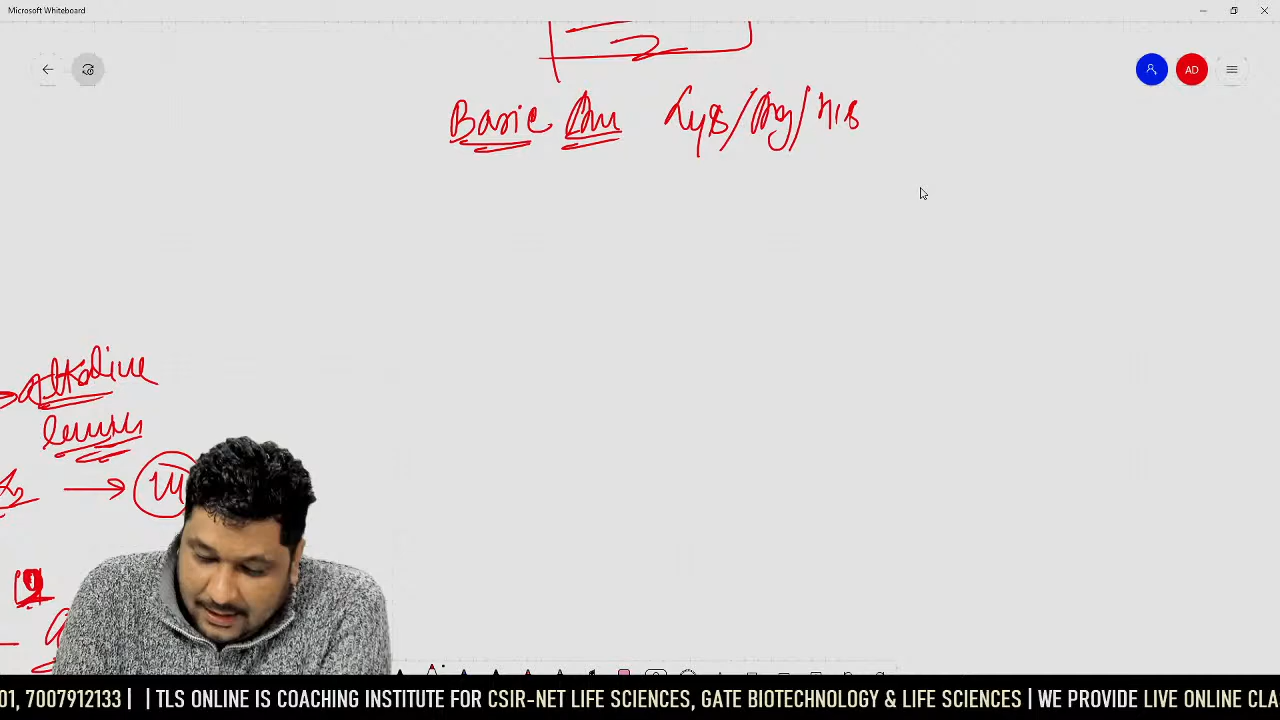 Microsoft Whiteboard
AD
Basic Lys/Arg/His
alkaline
01, 7007912133 | | TLS ONLINE IS COACHING INSTITUTE FOR CSIR-NET LIFE SCIENCES, GATE BIOTECHNOLOGY & LIFE SCIENCES | WE PROVIDE LIVE ONLINE CLA